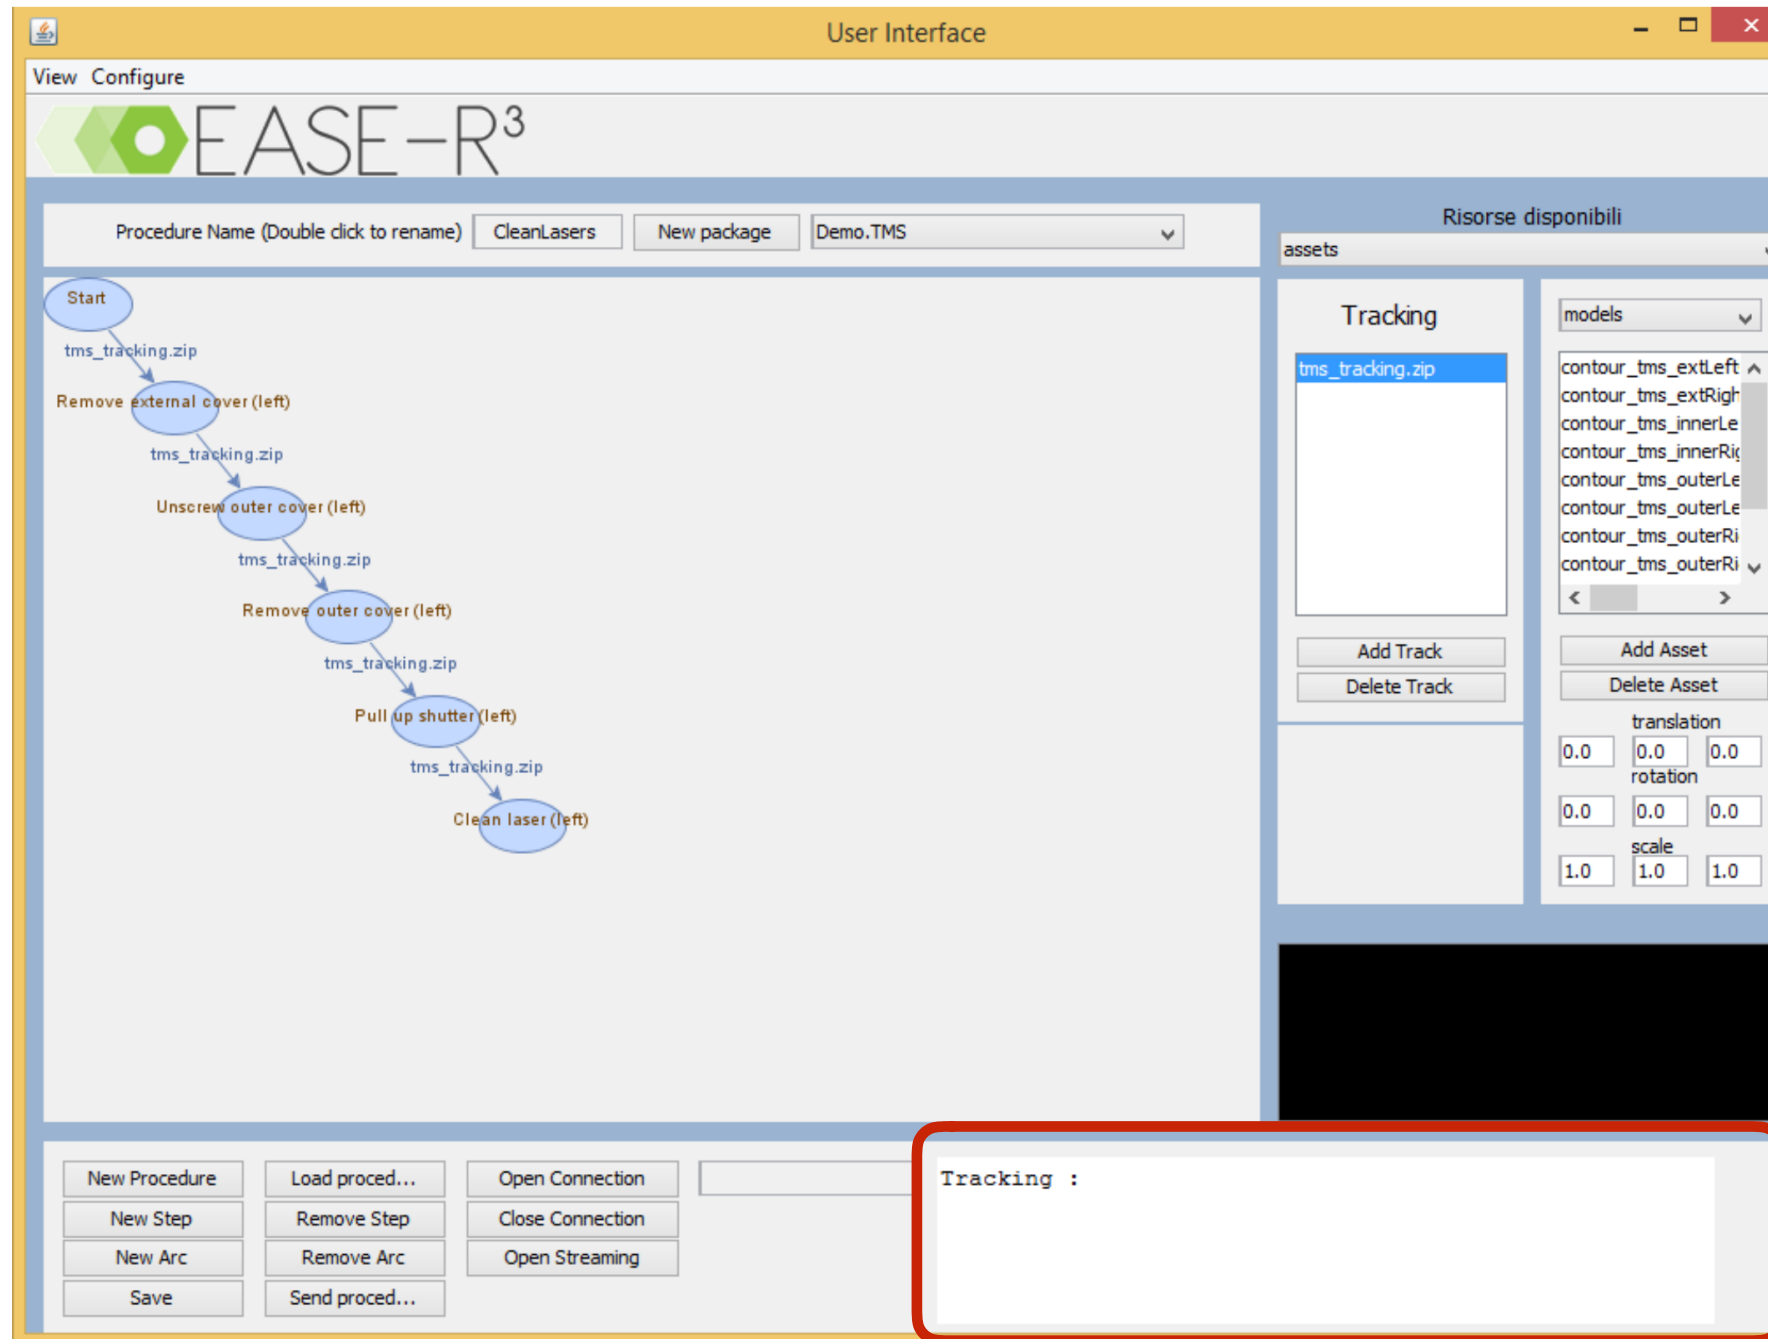 User Interface
View Configure
EASE-R³
Procedure Name (Double click to rename) CleanLasers New package Demo.TMS
Risorse disponibili
assets
Start
tms_tracking.zip
Remove external cover (left)
tms_tracking.zip
Unscrew outer cover (left)
tms_tracking.zip
Remove outer cover (left)
tms_tracking.zip
Pull up shutter (left)
tms_tracking.zip
Clean laser (left)
Tracking
tms_tracking.zip
Add Track
Delete Track
models
contour_tms_extLeft
contour_tms_extRigh
contour_tms_innerLe
contour_tms_innerRig
contour_tms_outerLe
contour_tms_outerLe
contour_tms_outerRi
contour_tms_outerRi
Add Asset
Delete Asset
translation
0.0 0.0 0.0
rotation
0.0 0.0 0.0
scale
1.0 1.0 1.0
New Procedure Load proced... Open Connection
New Step Remove Step Close Connection
New Arc Remove Arc Open Streaming
Save Send proced...
Tracking :